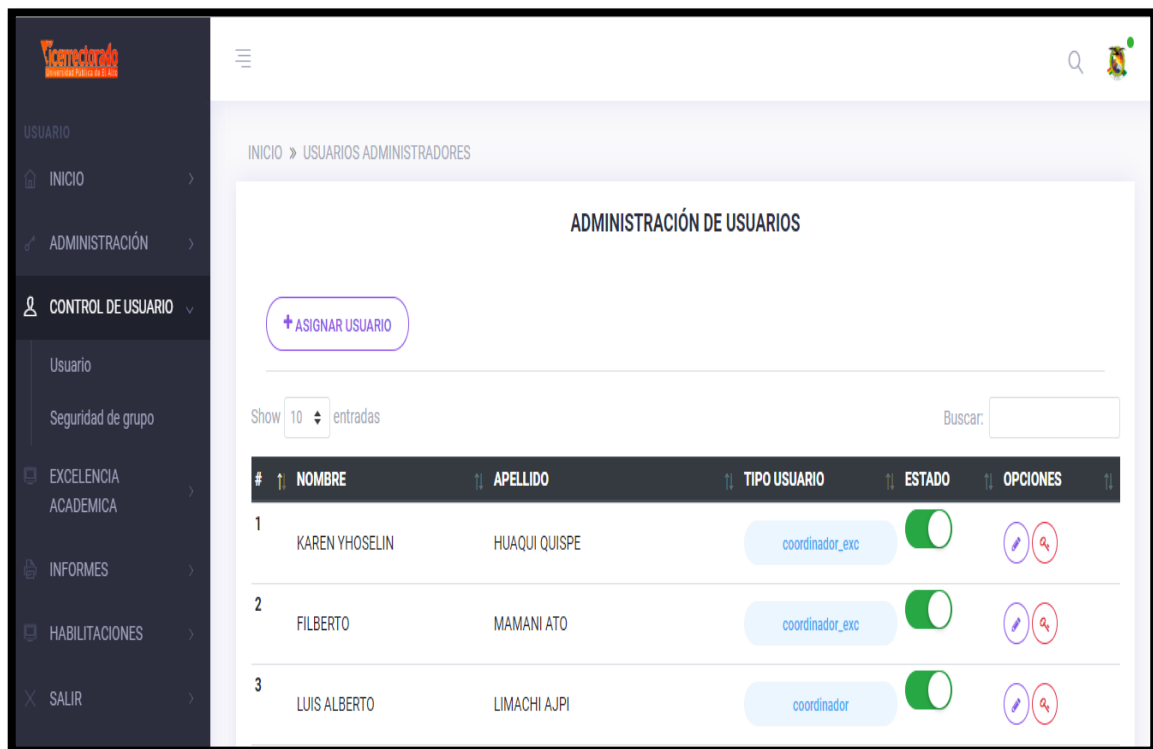 Vicerrectorado
Universidad Pública de El Alto
USUARIO
INICIO
ADMINISTRACIÓN
CONTROL DE USUARIO
Usuario
Seguridad de grupo
EXCELENCIA
ACADEMICA
INFORMES
HABILITACIONES
SALIR
INICIO » USUARIOS ADMINISTRADORES
ADMINISTRACIÓN DE USUARIOS
+ ASIGNAR USUARIO
Show 10 entradas
Buscar:
# NOMBRE APELLIDO TIPO USUARIO ESTADO OPCIONES
1 KAREN YHOSELIN HUAQUI QUISPE coordinador_exc
2 FILBERTO MAMANI ATO coordinador_exc
3 LUIS ALBERTO LIMACHI AJPI coordinador